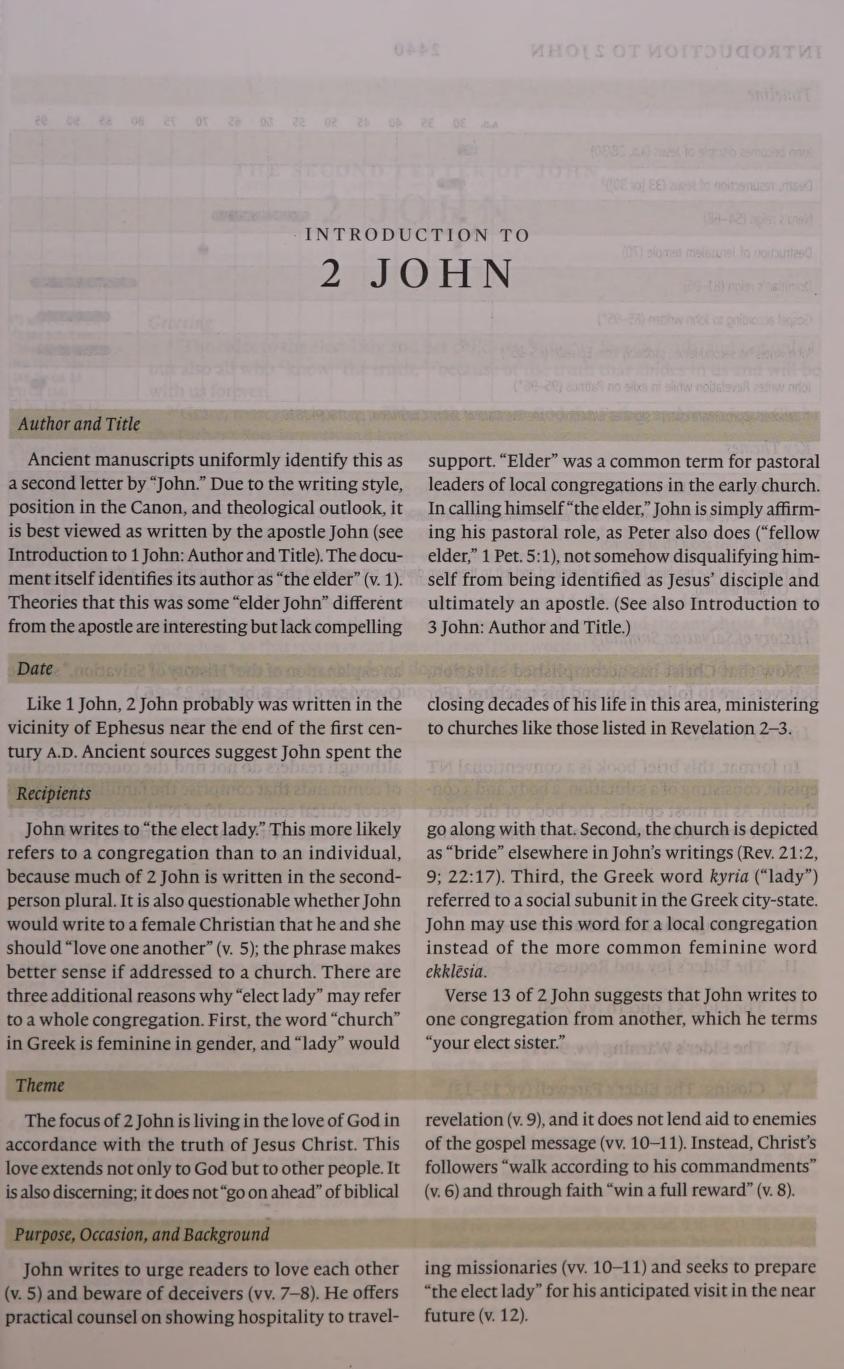 INTRODUCTION TO
2 JOHN
Author and Title
Ancient manuscripts uniformly identify this as
a second letter by “John.” Due to the writing style,
position in the Canon, and theological outlook, it
is best viewed as written by the apostle John (see
Introduction to 1 John: Author and Title). The docu-
ment itself identifies its author as “the elder” (v. 1).
Theories that this was some “elder John” different
from the apostle are interesting but lack compelling
support. “Elder” was a common term for pastoral
leaders of local congregations in the early church.
In calling himself “the elder,” John is simply affirm-
ing his pastoral role, as Peter also does (“fellow
elder,” 1 Pet. 5:1), not somehow disqualifying him-
self from being identified as Jesus’ disciple and
ultimately an apostle. (See also Introduction to
3 John: Author and Title.)
Date
Like 1 John, 2 John probably was written in the
vicinity of Ephesus near the end of the first cen-
tury A.D. Ancient sources suggest John spent the
closing decades of his life in this area, ministering
to churches like those listed in Revelation 2–3.
Recipients
John writes to “the elect lady.” This more likely
refers to a congregation than to an individual,
because much of 2 John is written in the second-
person plural. It is also questionable whether John
would write to a female Christian that he and she
should “love one another” (v. 5); the phrase makes
better sense if addressed to a church. There are
three additional reasons why “elect lady” may refer
to a whole congregation. First, the word “church”
in Greek is feminine in gender, and “lady” would
go along with that. Second, the church is depicted
as “bride” elsewhere in John’s writings (Rev. 21:2,
9; 22:17). Third, the Greek word kyria (“lady”)
referred to a social subunit in the Greek city-state.
John may use this word for a local congregation
instead of the more common feminine word
ekklēsia.
Verse 13 of 2 John suggests that John writes to
one congregation from another, which he terms
“your elect sister.”
Theme
The focus of 2 John is living in the love of God in
accordance with the truth of Jesus Christ. This
love extends not only to God but to other people. It
is also discerning; it does not “go on ahead” of biblical
revelation (v. 9), and it does not lend aid to enemies
of the gospel message (vv. 10–11). Instead, Christ’s
followers “walk according to his commandments”
(v. 6) and through faith “win a full reward” (v. 8).
Purpose, Occasion, and Background
John writes to urge readers to love each other
(v. 5) and beware of deceivers (vv. 7–8). He offers
practical counsel on showing hospitality to travel-
ing missionaries (vv. 10–11) and seeks to prepare
“the elect lady” for his anticipated visit in the near
future (v. 12).